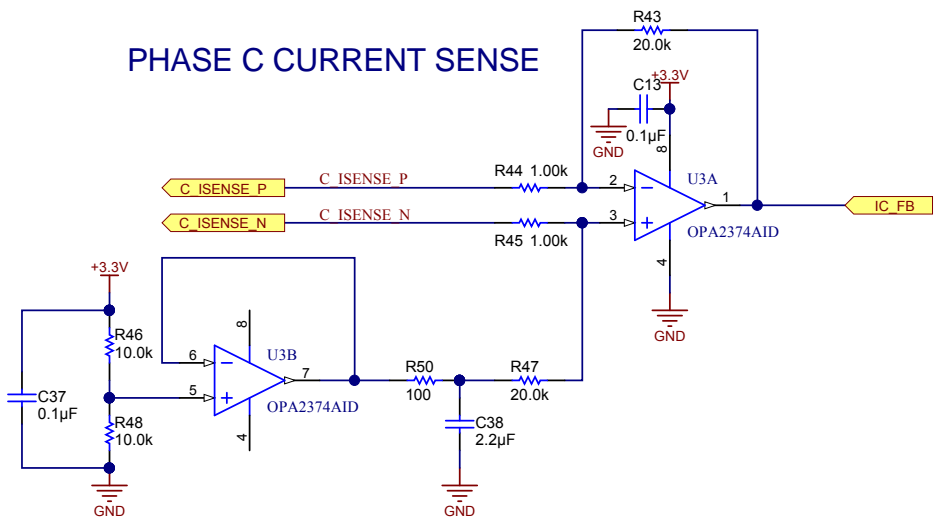 PHASE C CURRENT SENSE
R43
20.0k
+3.3V
C13
0.1µF
GND
8
R44 1.00k
C_ISENSE_P
C_ISENSE_P
2
U3A
1
IC_FB
C_ISENSE_N
C_ISENSE_N
3
R45 1.00k
OPA2374AID
4
GND
+3.3V
R46
10.0k
8
6
U3B
7
R50
100
R47
20.0k
5
OPA2374AID
C37
0.1µF
R48
10.0k
4
C38
2.2µF
GND
GND